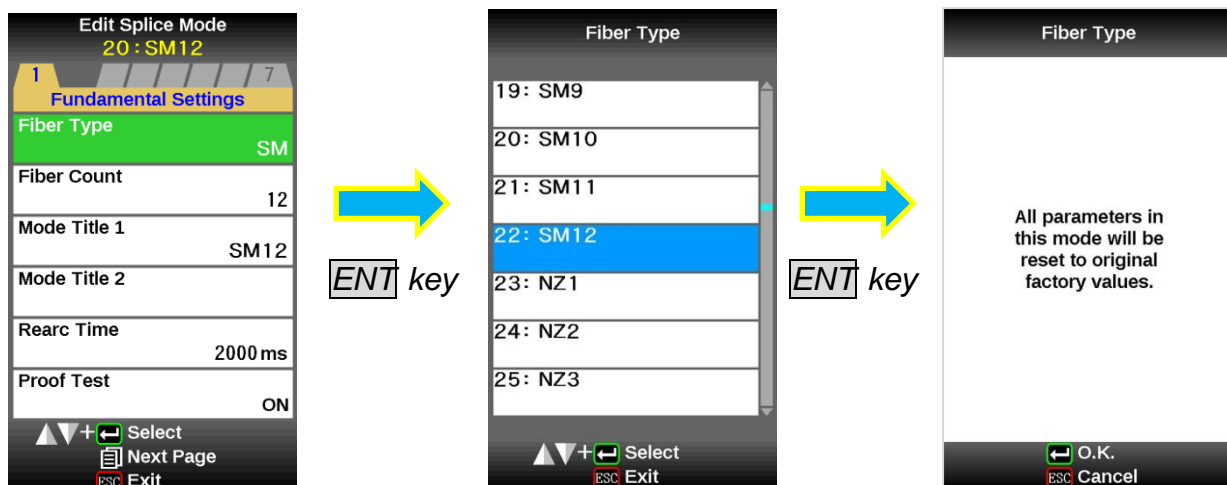 Edit Splice Mode
20:SM12
1
7
Fundamental Settings
Fiber Type
SM
Fiber Count
12
Mode Title 1
SM12
Mode Title 2
Rearc Time
2000ms
Proof Test
ON
+ Select
Next Page
ESC Exit
ENT key
Fiber Type
19: SM9
20: SM10
21: SM11
22: SM12
23: NZ1
24: NZ2
25: NZ3
+ Select
ESC Exit
ENT key
Fiber Type
All parameters in
this mode will be
reset to original
factory values.
O.K.
ESC Cancel